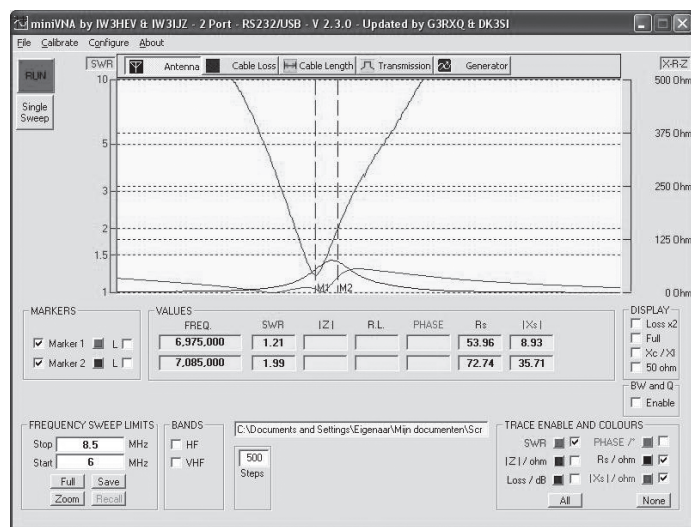 miniVNA by IW3HEV & IW3IJZ - 2 Port - RS232/USB - V 2.3.0 - Updated by G3RXQ & DK3SI
File Calibrate Configure About
RUN
Single Sweep
SWR
Antenna Cable Loss Cable Length Transmission Generator
X-R-Z
10 500 Ohm
375 Ohm
5
3 250 Ohm
2
125 Ohm
1.5
1 0 Ohm
M1 M2
MARKERS
Marker 1 L
Marker 2 L
VALUES
FREQ. SWR |Z| R.L. PHASE Rs |Xs|
6,975,000 1.21 53.96 8.93
7,085,000 1.99 72.74 35.71
DISPLAY
Loss x2
Full
Xc / Xl
50 ohm
BW and Q
Enable
FREQUENCY SWEEP LIMITS
Stop 8.5 MHz
Start 6 MHz
Full Save
Zoom Recall
BANDS
HF
VHF
C:\Documents and Settings\Eigenaar\Mijn documenten\Scr
500
Steps
TRACE ENABLE AND COLOURS
SWR PHASE /°
|Z| / ohm Rs / ohm
Loss / dB |Xs| / ohm
All None